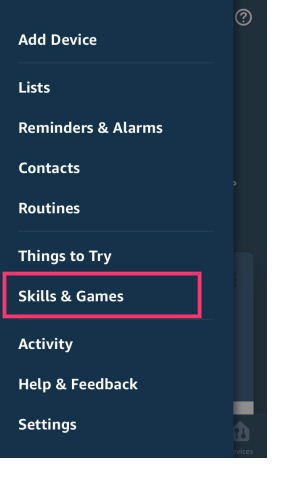 Add Device
Lists
Reminders & Alarms
Contacts
Routines
Things to Try
Skills & Games
Activity
Help & Feedback
Settings